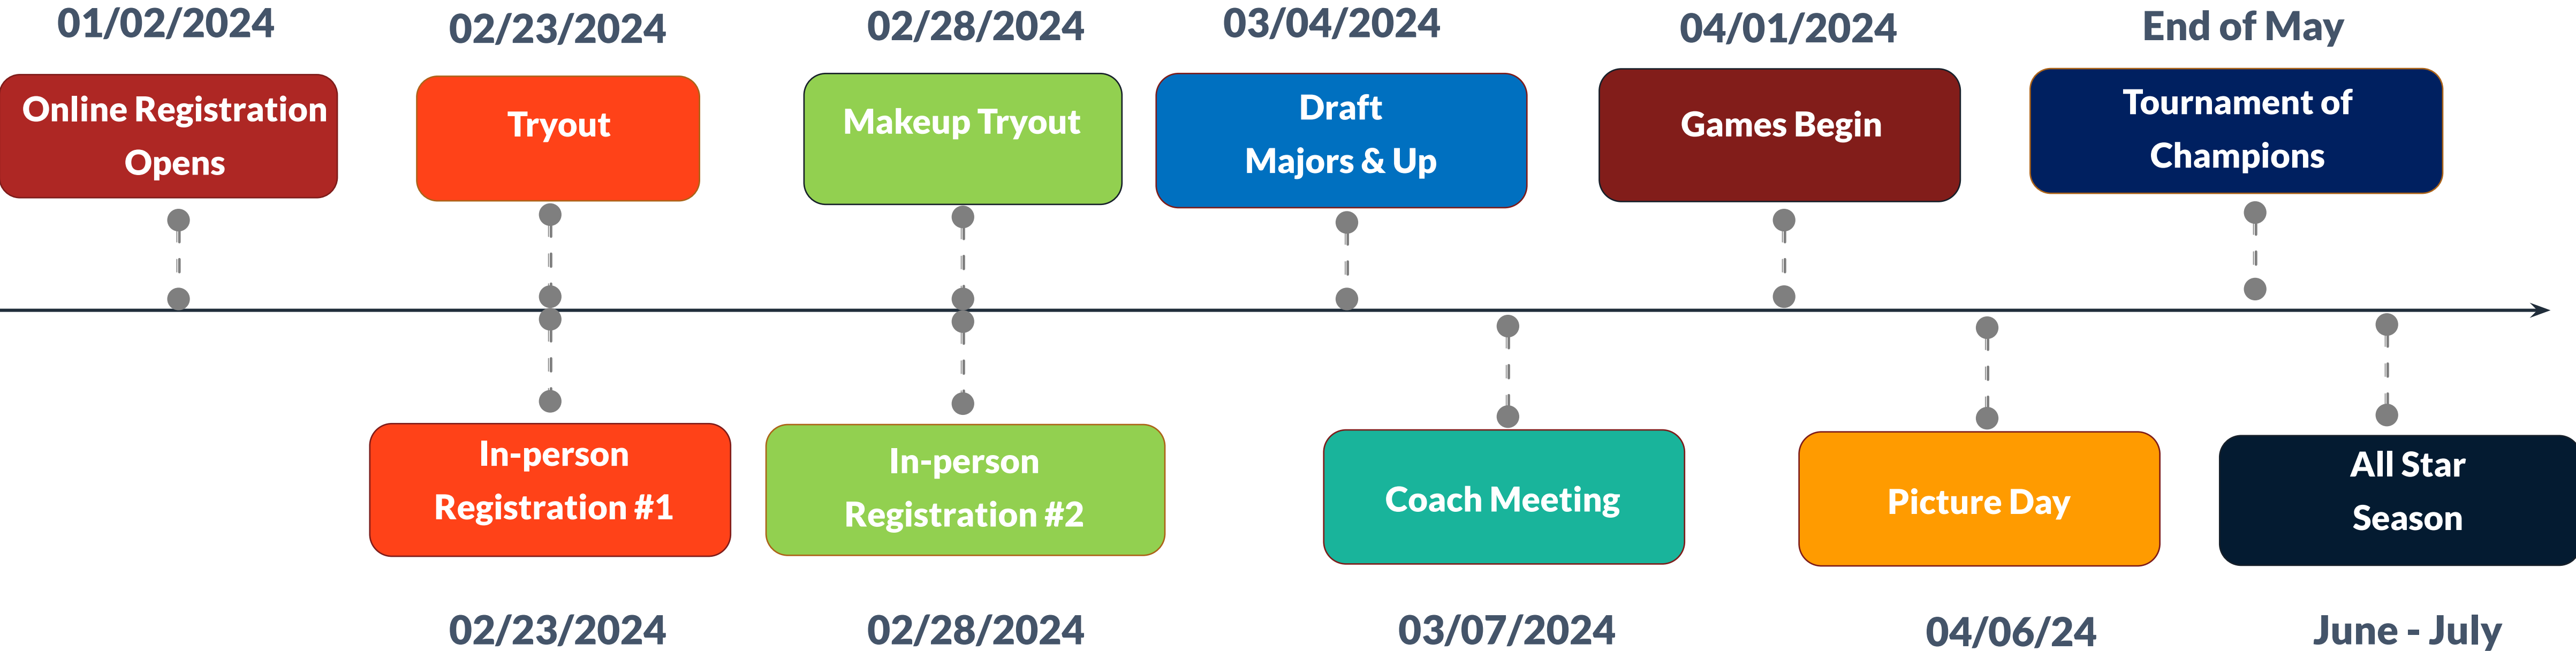 01/02/2024
02/23/2024
02/28/2024
03/04/2024
04/01/2024
End of May
Online Registration
Opens
Tryout
Makeup Tryout
Draft
Majors & Up
Games Begin
Tournament of
Champions
In-person
Registration #1
In-person
Registration #2
Coach Meeting
Picture Day
All Star
Season
02/23/2024
02/28/2024
03/07/2024
04/06/24
June - July